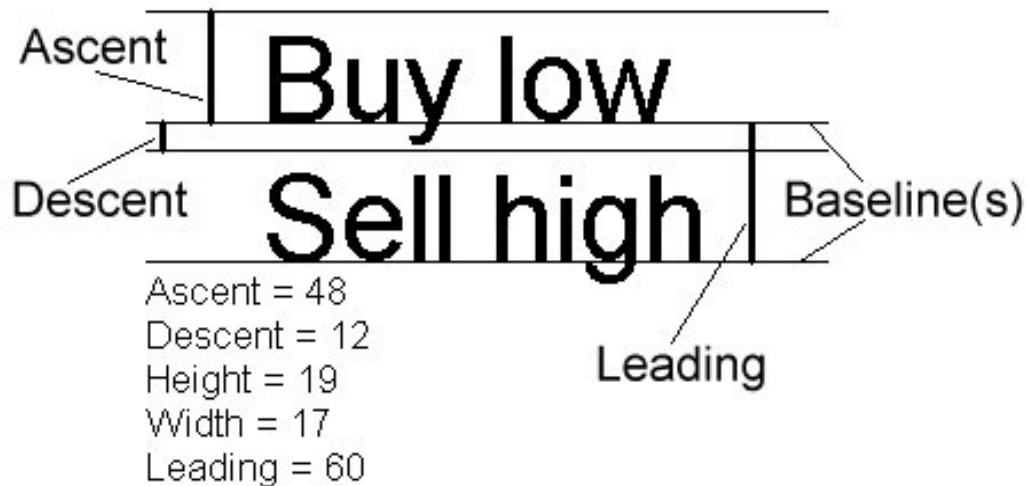 Ascent
Buy low
Descent
Sell high
Baseline(s)
Leading
Ascent = 48
Descent = 12
Height = 19
Width = 17
Leading = 60